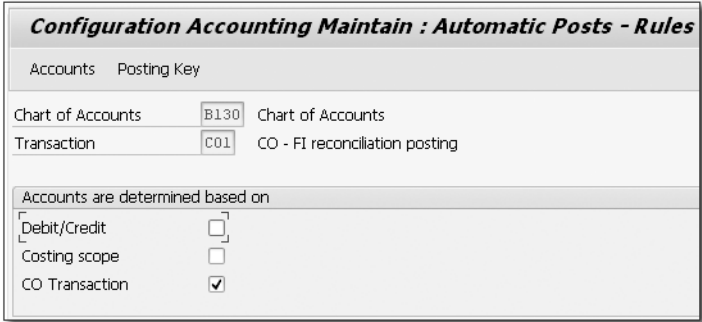 Configuration Accounting Maintain : Automatic Posts - Rules
Accounts Posting Key
Chart of Accounts B130 Chart of Accounts
Transaction CO1 CO - FI reconciliation posting
Accounts are determined based on
Debit/Credit
Costing scope
CO Transaction